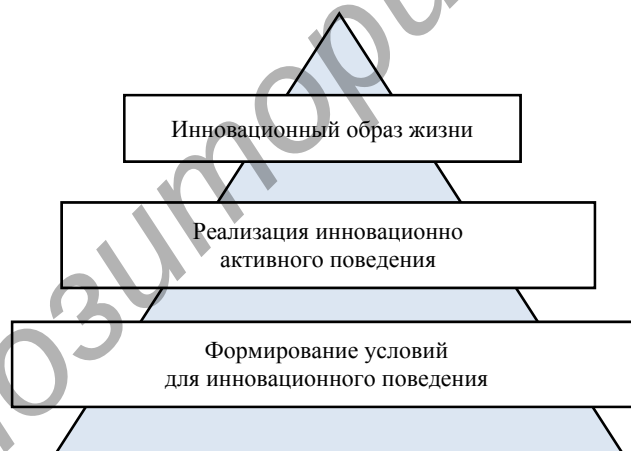 Инновационный образ жизни
Реализация инновационно
активного поведения
Формирование условий
для инновационного поведения